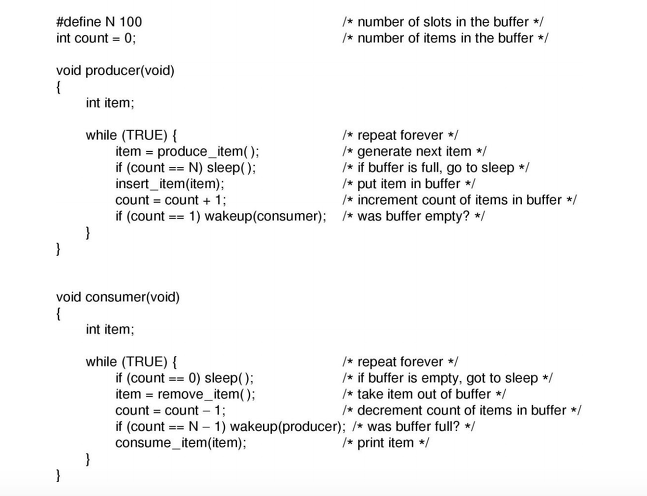 #define N 100 /* number of slots in the buffer */
int count = 0; /* number of items in the buffer */
void producer(void)
{
int item;
while (TRUE) { /* repeat forever */
item = produce_item( ); /* generate next item */
if (count == N) sleep( ); /* if buffer is full, go to sleep */
insert_item(item); /* put item in buffer */
count = count + 1; /* increment count of items in buffer */
if (count == 1) wakeup(consumer); /* was buffer empty? */
}
}
void consumer(void)
{
int item;
while (TRUE) { /* repeat forever */
if (count == 0) sleep( ); /* if buffer is empty, got to sleep */
item = remove_item( ); /* take item out of buffer */
count = count – 1; /* decrement count of items in buffer */
if (count == N – 1) wakeup(producer); /* was buffer full? */
consume_item(item); /* print item */
}
}